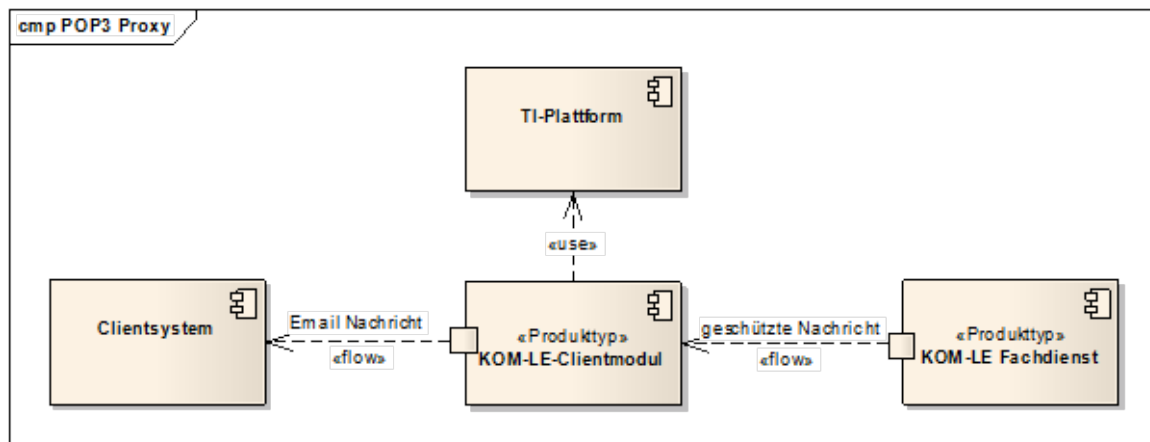 cmp POP3 Proxy
TI-Plattform
«use»
Clientsystem
Email Nachricht
«flow»
«Produkttyp»
KOM-LE-Clientmodul
geschützte Nachricht
«flow»
«Produkttyp»
KOM-LE Fachdienst